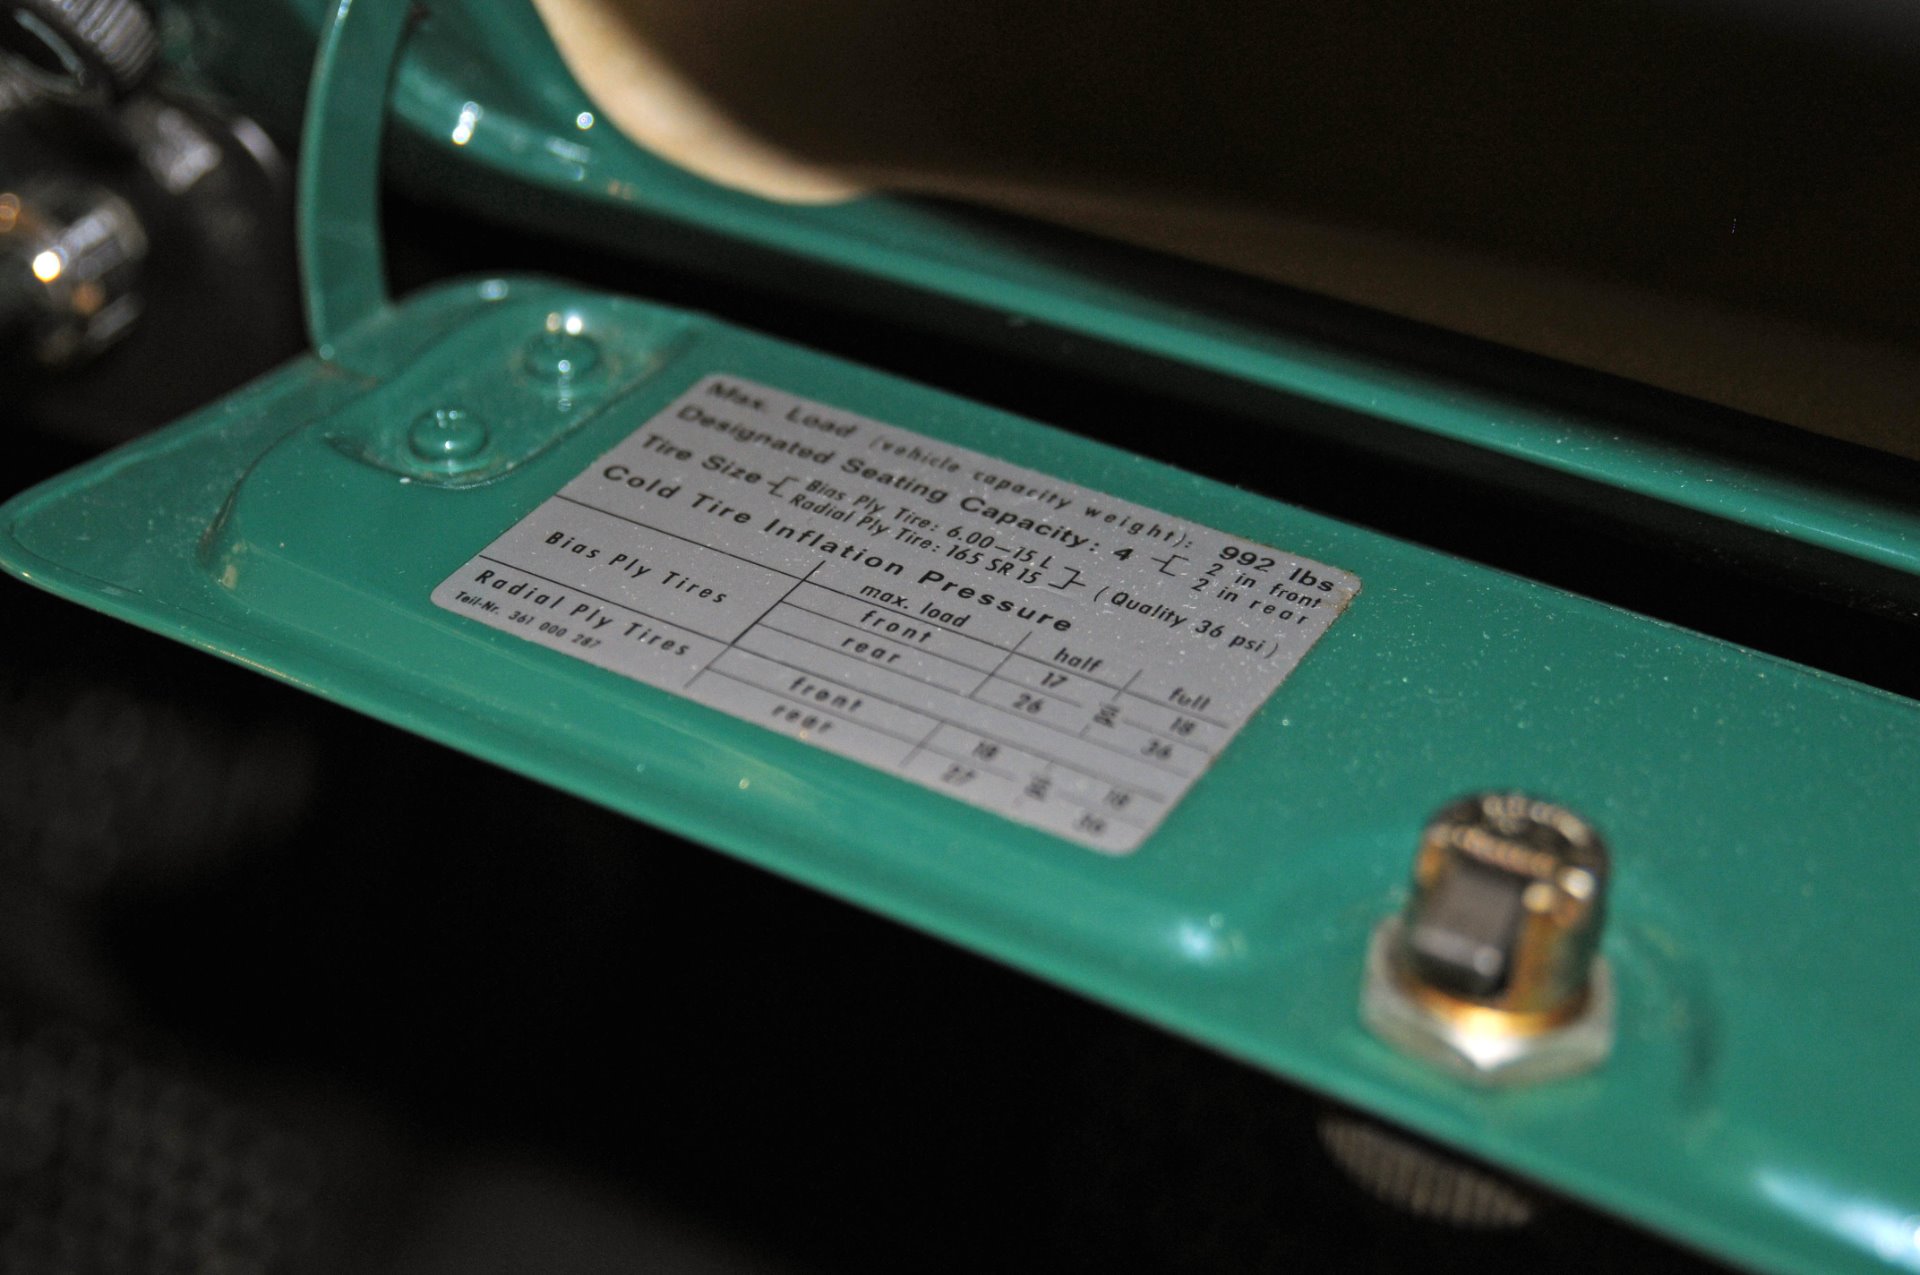 Max. Load (vehicle capacity weight): 992 lbs
Designated Seating Capacity: 4 2 in front
2 in rear
Tire Size Bias Ply Tire: 6.00–15 L
Radial Ply Tire: 165 SR 15 (Quality 36 psi)
Cold Tire Inflation Pressure
max. load half full
Bias Ply Tires front 17 18
rear 26 36
Radial Ply Tires front 18 18
rear 27
Teil-Nr. 361 000 287